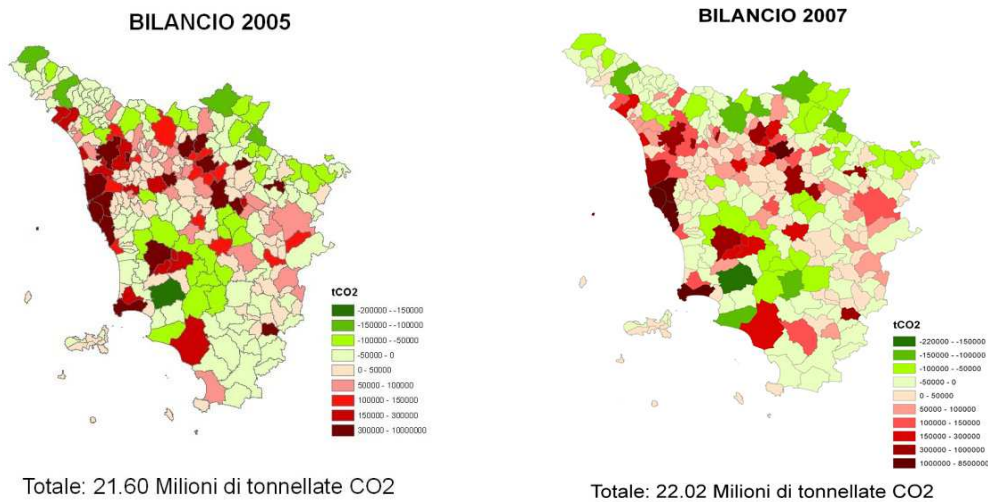 BILANCIO 2005
tCO2
-200000 - -150000
-150000 - -100000
-100000 - -50000
-50000 - 0
0 - 50000
50000 - 100000
100000 - 150000
150000 - 300000
300000 - 10000000
Totale: 21.60 Milioni di tonnellate CO2
BILANCIO 2007
tCO2
-220000 - -150000
-150000 - -100000
-100000 - -50000
-50000 - 0
0 - 50000
50000 - 100000
100000 - 150000
150000 - 300000
300000 - 1000000
1000000 - 8500000
Totale: 22.02 Milioni di tonnellate CO2